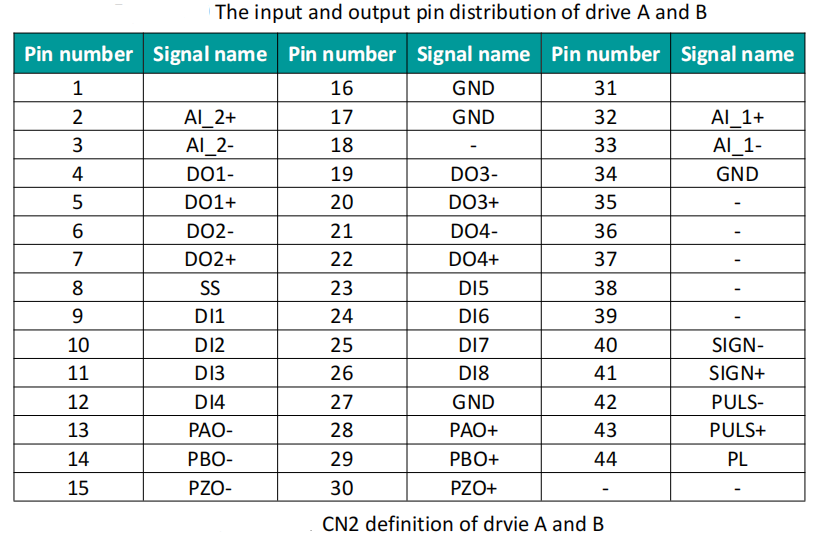 The input and output pin distribution of drive A and B
Pin number Signal name Pin number Signal name Pin number Signal name
1 16 GND 31
2 AI_2+ 17 GND 32 AI_1+
3 AI_2- 18 - 33 AI_1-
4 DO1- 19 DO3- 34 GND
5 DO1+ 20 DO3+ 35 -
6 DO2- 21 DO4- 36 -
7 DO2+ 22 DO4+ 37 -
8 SS 23 DI5 38 -
9 DI1 24 DI6 39 -
10 DI2 25 DI7 40 SIGN-
11 DI3 26 DI8 41 SIGN+
12 DI4 27 GND 42 PULS-
13 PAO- 28 PAO+ 43 PULS+
14 PBO- 29 PBO+ 44 PL
15 PZO- 30 PZO+ - -
CN2 definition of drvie A and B